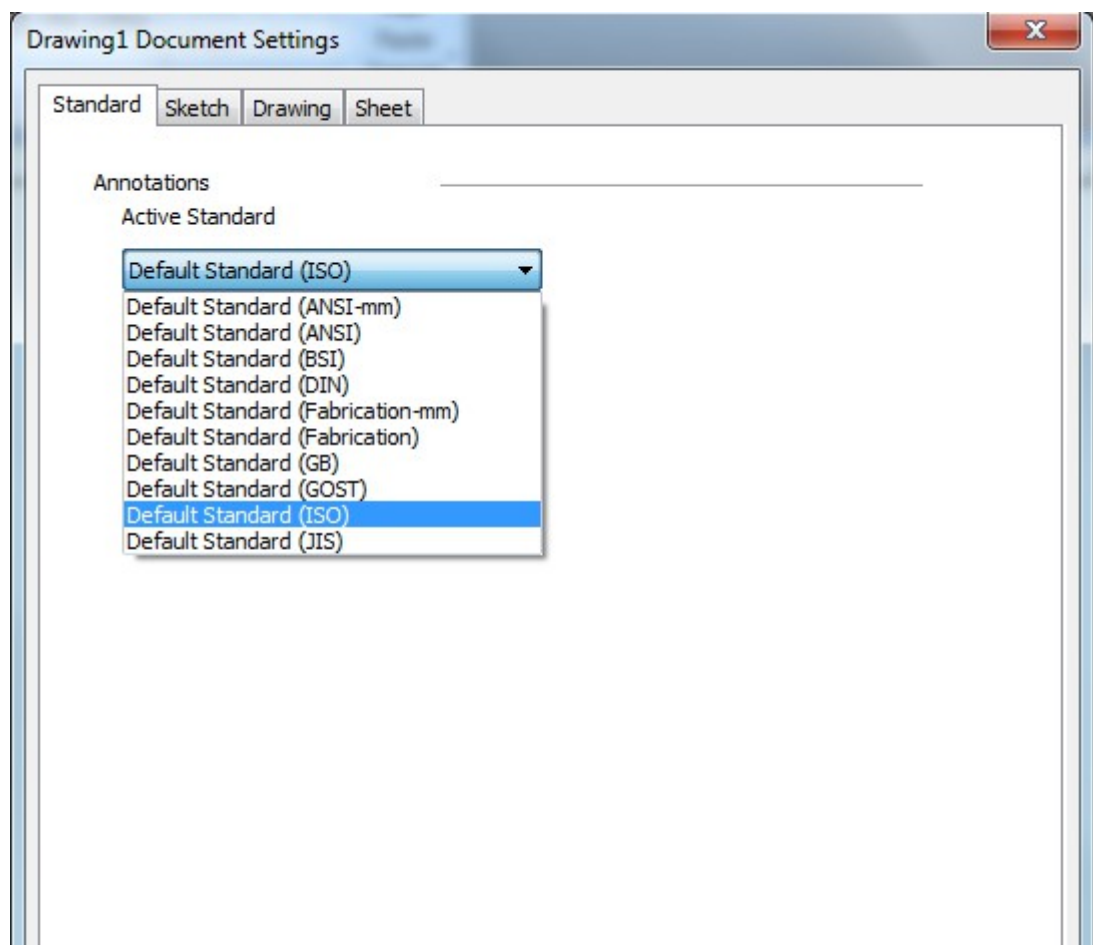 Drawing1 Document Settings
x
Standard Sketch Drawing Sheet
Annotations
Active Standard
Default Standard (ISO)
Default Standard (ANSI-mm)
Default Standard (ANSI)
Default Standard (BSI)
Default Standard (DIN)
Default Standard (Fabrication-mm)
Default Standard (Fabrication)
Default Standard (GB)
Default Standard (GOST)
Default Standard (ISO)
Default Standard (JIS)